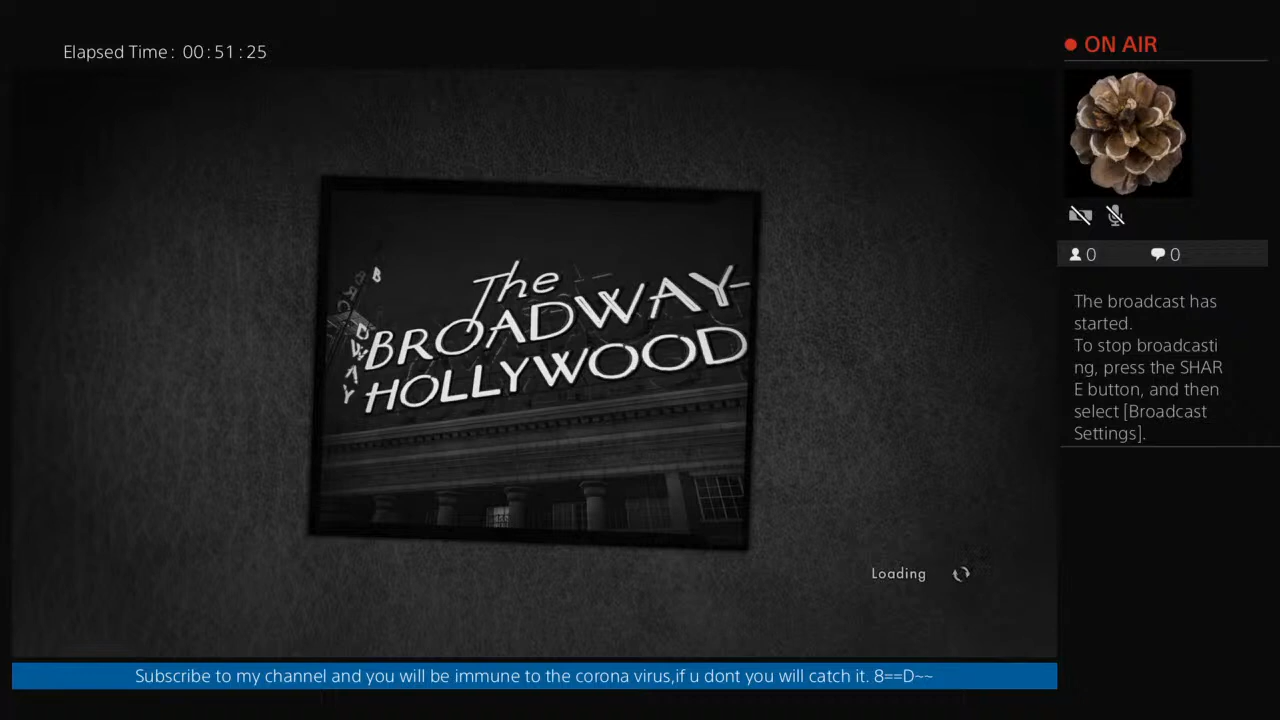 Elapsed Time: 00:51:25
ON AIR
0 0
The broadcast has
started.
To stop broadcasti
ng, press the SHAR
E button, and then
select [Broadcast
Settings].
The
BROADWAY-
HOLLYWOOD
Loading
Subscribe to my channel and you will be immune to the corona virus,if u dont you will catch it. 8==D~~